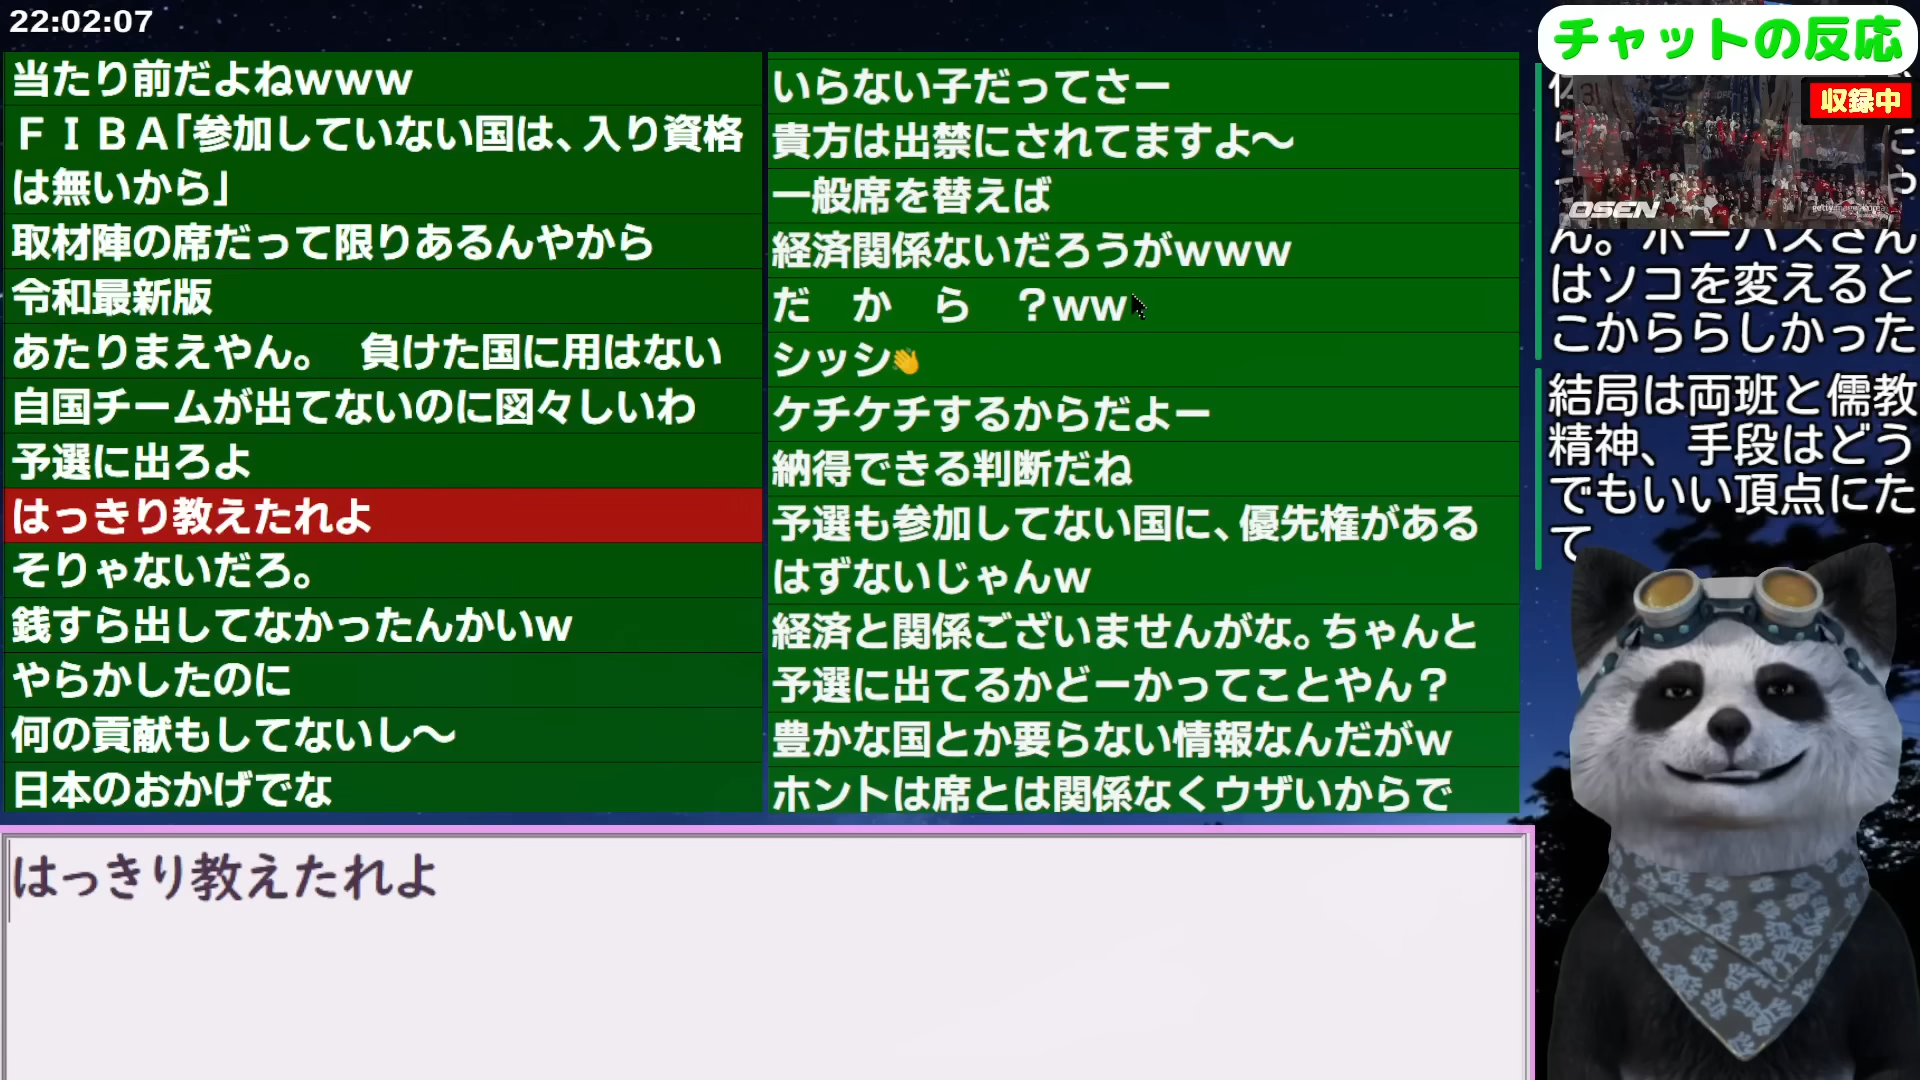 22:02:07
当たり前だよねwww
ＦＩＢＡ｢参加していない国は､入り資格
は無いから｣
取材陣の席だって限りあるんやから
令和最新版
あたりまえやん。　負けた国に用はない
自国チームが出てないのに図々しいわ
予選に出ろよ
はっきり教えたれよ
そりゃないだろ。
銭すら出してなかったんかいw
やらかしたのに
何の貢献もしてないし〜
日本のおかげでな
いらない子だってさー
貴方は出禁にされてますよ〜
一般席を替えば
経済関係ないだろうがwww
だ　か　ら　？ww
シッシ👋
ケチケチするからだよー
納得できる判断だね
予選も参加してない国に､優先権がある
はずないじゃんw
経済と関係ございませんがな｡ちゃんと
予選に出てるかどーかってことやん？
豊かな国とか要らない情報なんだがw
ホントは席とは関係なくウザいからで
チャットの反応
収録中
OSEN
ん。ホーバスさん
はソコを変えると
こかららしかった
結局は両班と儒教
精神、手段はどう
でもいい頂点にた
て
はっきり教えたれよ